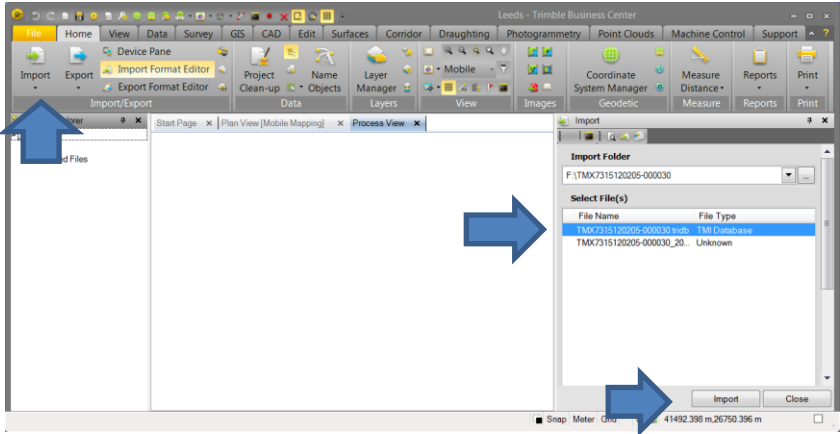 Leeds - Trimble Business Center
File Home View Data Survey GIS CAD Edit Surfaces Corridor Draughting Photogrammetry Point Clouds Machine Control Support
Device Pane
Import Format Editor
Export Format Editor
Import Export
Project Clean-up
Name Objects
Layer Manager
Mobile
Coordinate System Manager
Measure Distance
Reports
Print
Import/Export Data Layers View Images Geodetic Measure Reports Print
Start Page Plan View [Mobile Mapping] Process View
Files
Import
Import Folder
F:\TMX7315120205-000030
Select File(s)
File Name File Type
TMX7315120205-000030.tmdb TMI Database
TMX7315120205-000030_20... Unknown
Import Close
Snap Meter 41492.398 m,26750.396 m